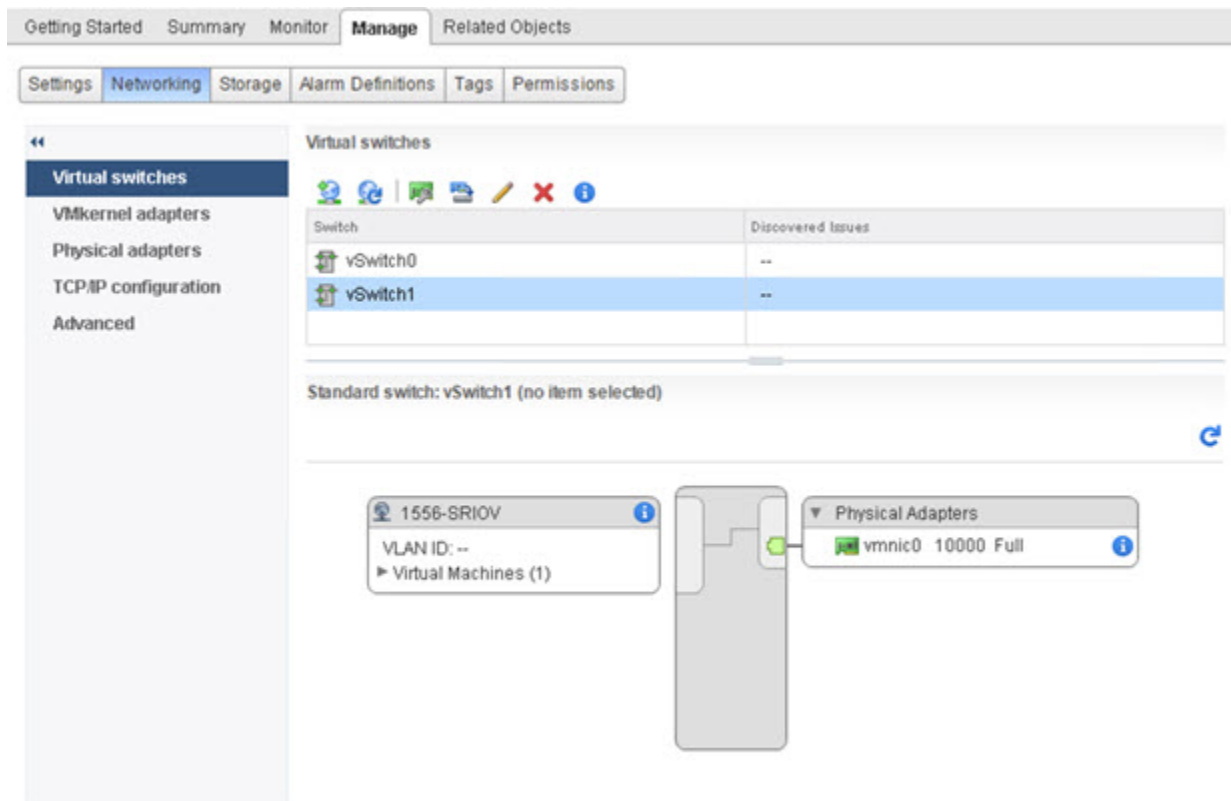 Getting Started Summary Monitor Manage Related Objects
Settings Networking Storage Alarm Definitions Tags Permissions
Virtual switches
VMkernel adapters
Physical adapters
TCP/IP configuration
Advanced
Virtual switches
Switch Discovered Issues
vSwitch0 --
vSwitch1 --
Standard switch: vSwitch1 (no item selected)
1556-SRIOV
VLAN ID: --
Virtual Machines (1)
Physical Adapters
vmnic0 10000 Full